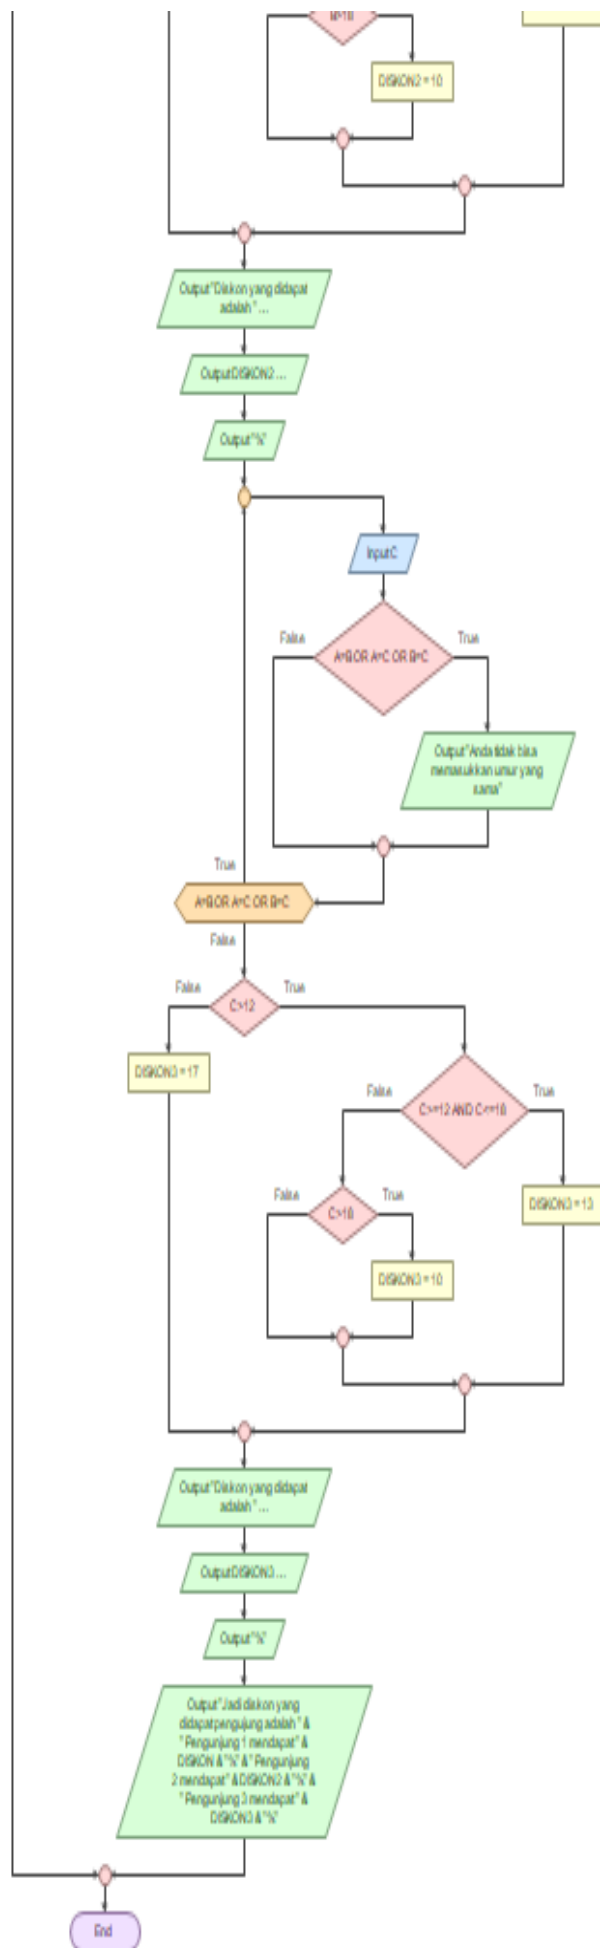 DISKON2 = 10
Output "Diskon yang didapat
adalah " ...
Output DISKON2 ...
Output "%"
Input C
False
True
A=B OR A=C OR B=C
Output "Anda tidak bisa
memasukkan umur yang
sama"
True
A=B OR A=C OR B=C
False
False
True
C>12
DISKON3 = 17
False
True
C>=12 AND C<=18
False
True
C>18
DISKON3 = 13
DISKON3 = 10
Output "Diskon yang didapat
adalah " ...
Output DISKON3 ...
Output "%"
Output "Jadi diskon yang
didapat pengujung adalah " &
" Pengunjung 1 mendapat" &
DISKON & "%" & " Pengunjung
2 mendapat" & DISKON2 & "%" &
" Pengunjung 3 mendapat" &
DISKON3 & "%"
End